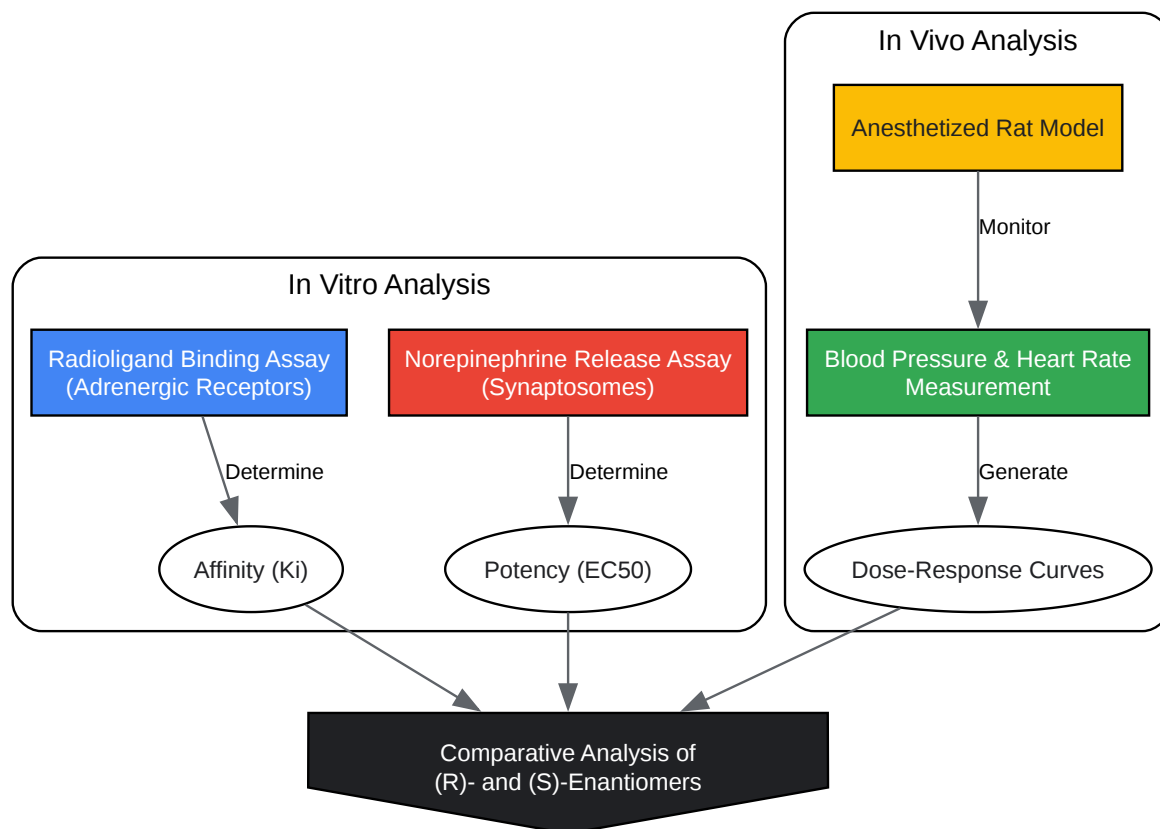 In Vivo Analysis
Anesthetized Rat Model
Monitor
In Vitro Analysis
Radioligand Binding Assay
(Adrenergic Receptors)
Norepinephrine Release Assay
(Synaptosomes)
Blood Pressure & Heart Rate
Measurement
Determine
Determine
Generate
Affinity (Ki)
Potency (EC50)
Dose-Response Curves
Comparative Analysis of
(R)- and (S)-Enantiomers